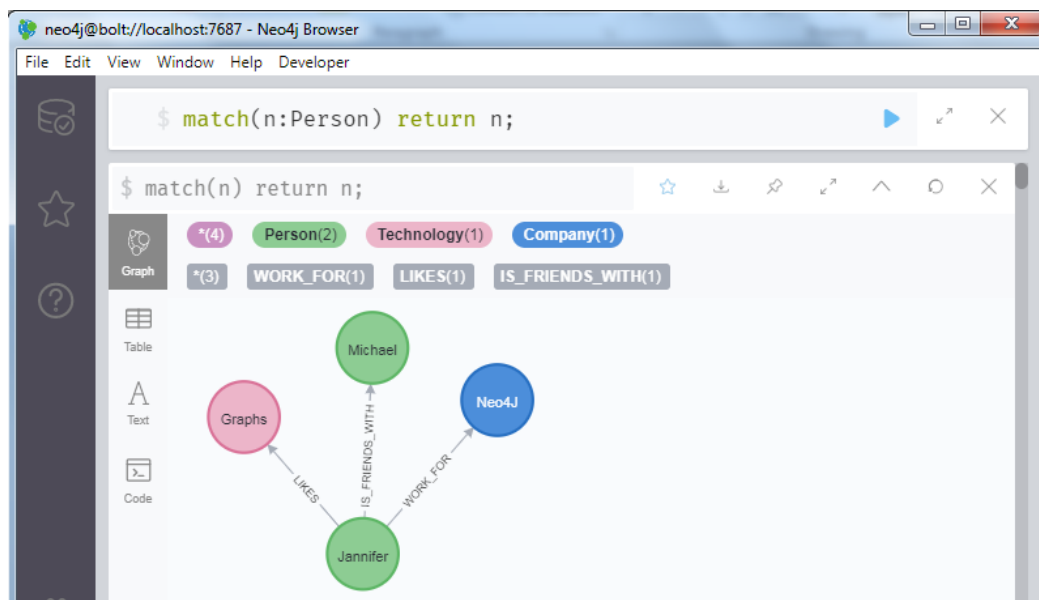 neo4j@bolt://localhost:7687 - Neo4j Browser
File Edit View Window Help Developer
$ match(n:Person) return n;
$ match(n) return n;
Graph
*(4) Person(2) Technology(1) Company(1)
*(3) WORK_FOR(1) LIKES(1) IS_FRIENDS_WITH(1)
Table
A
Text
Code
Michael
Graphs
Neo4J
LIKES
IS_FRIENDS_WITH
WORK_FOR
Jannifer